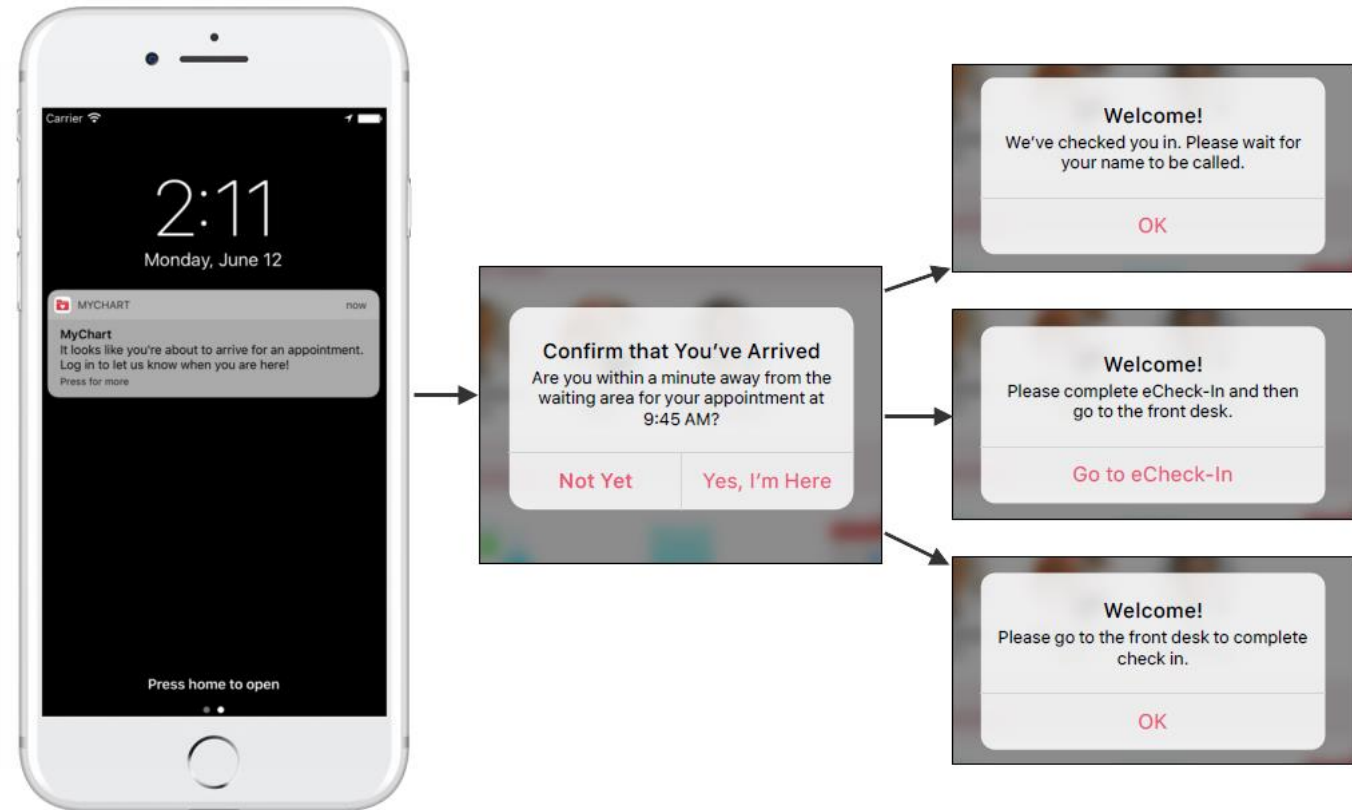 Carrier
2:11
Monday, June 12
MYCHART now
MyChart
It looks like you're about to arrive for an appointment.
Log in to let us know when you are here!
Press for more
Press home to open
Confirm that You've Arrived
Are you within a minute away from the
waiting area for your appointment at
9:45 AM?
Not Yet Yes, I'm Here
Welcome!
We've checked you in. Please wait for
your name to be called.
OK
Welcome!
Please complete eCheck-In and then
go to the front desk.
Go to eCheck-In
Welcome!
Please go to the front desk to complete
check in.
OK